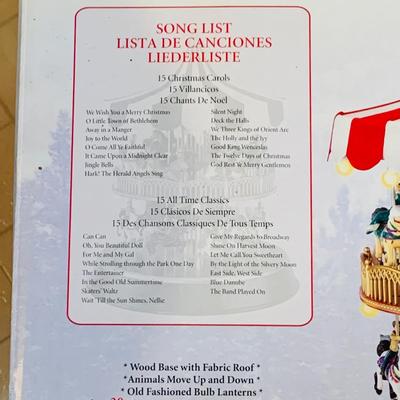 SONG LIST
LISTA DE CANCIONES
LIEDERLISTE
15 Christmas Carols
15 Villancicos
15 Chants De Noel
We Wish You a Merry Christmas
O Little Town of Bethlehem
Away in a Manger
Joy to the World
O Come All Ye Faithful
It Came Upon a Midnight Clear
Jingle Bells
Hark! The Herald Angels Sing
Silent Night
Deck the Halls
We Three Kings of Orient Are
The Holly and the Ivy
Good King Wenceslas
The Twelve Days of Christmas
God Rest Ye Merry Gentlemen
15 All Time Classics
15 Clásicos De Siempre
15 Des Chansons Classiques De Tous Temps
Can Can
Oh, You Beautiful Doll
For Me and My Gal
While Strolling through the Park One Day
The Entertainer
In the Good Old Summertime
Skaters' Waltz
Wait 'Till the Sun Shines, Nellie
Give My Regards to Broadway
Shine On Harvest Moon
Let Me Call You Sweetheart
By the Light of the Silvery Moon
East Side, West Side
Blue Danube
The Band Played On
* Wood Base with Fabric Roof *
*Animals Move Up and Down *
* Old Fashioned Bulb Lanterns *